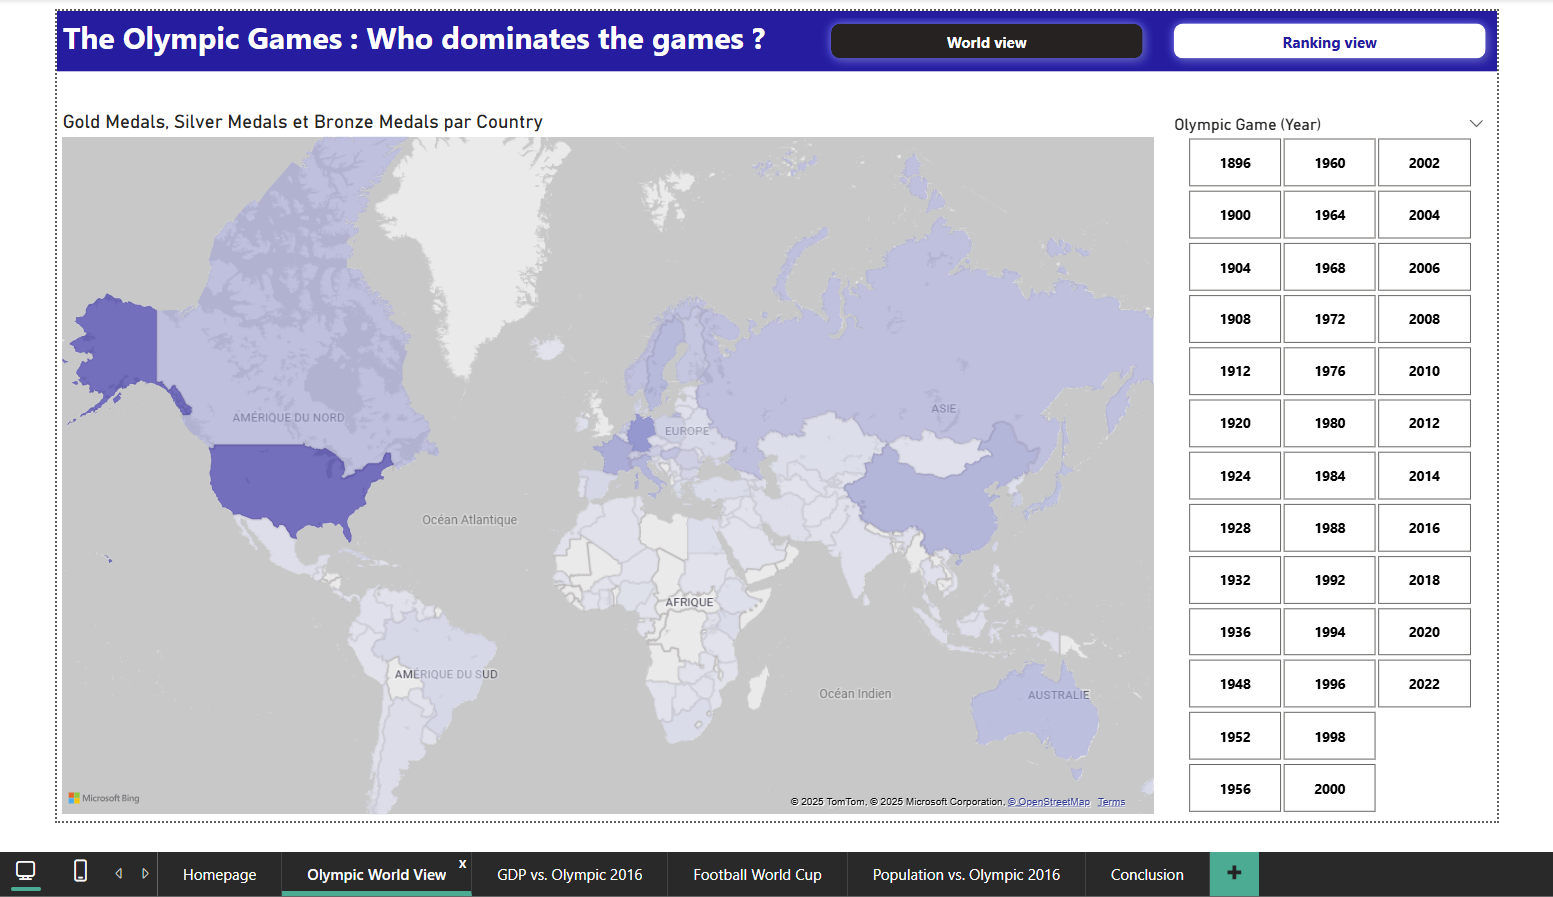 The Olympic Games : Who dominates the games ?
World view
Ranking view
Gold Medals, Silver Medals et Bronze Medals par Country
Olympic Game (Year)
AMÉRIQUE DU NORD
EUROPE
ASIE
Océan Atlantique
AFRIQUE
AMÉRIQUE DU SUD
Océan Indien
AUSTRALIE
Microsoft Bing
© 2025 TomTom, © 2025 Microsoft Corporation, © OpenStreetMap Terms
1896 1960 2002
1900 1964 2004
1904 1968 2006
1908 1972 2008
1912 1976 2010
1920 1980 2012
1924 1984 2014
1928 1988 2016
1932 1992 2018
1936 1994 2020
1948 1996 2022
1952 1998
1956 2000
Homepage
Olympic World View
x
GDP vs. Olympic 2016
Football World Cup
Population vs. Olympic 2016
Conclusion
+